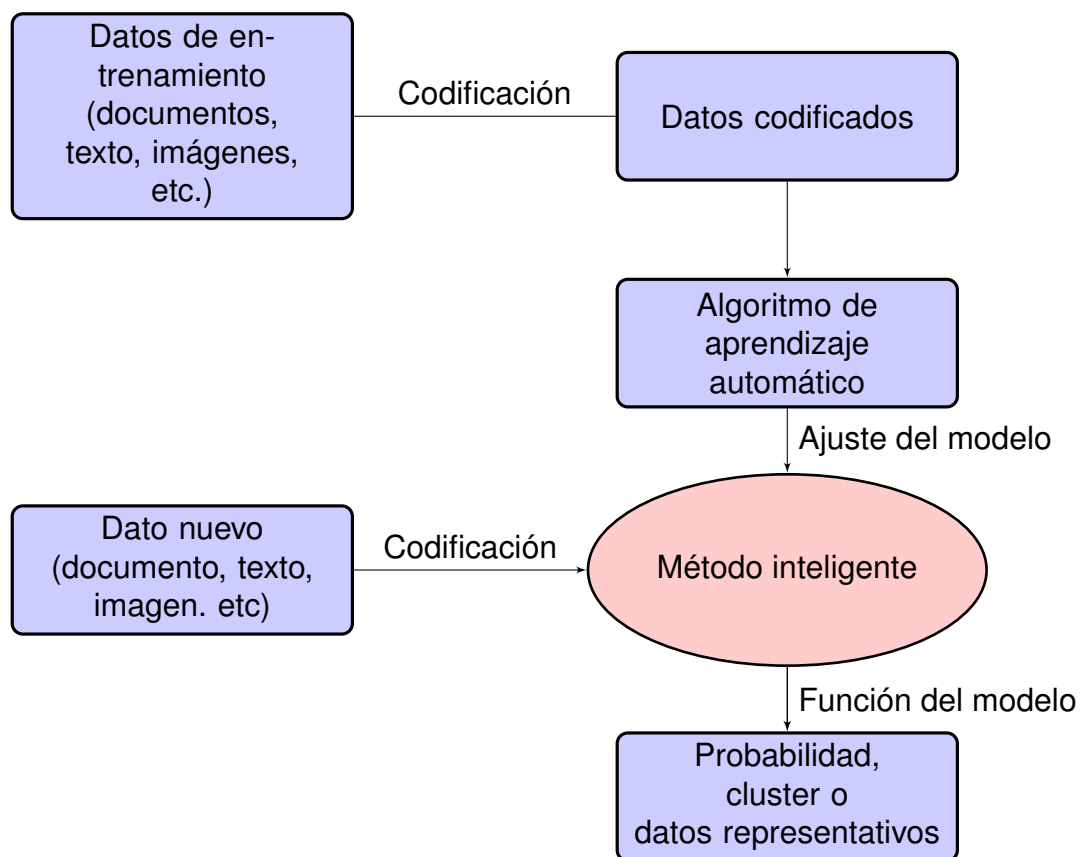 Datos de en-
trenamiento
(documentos,
texto, imágenes,
etc.)
Codificación
Datos codificados
Algoritmo de
aprendizaje
automático
Ajuste del modelo
Dato nuevo
(documento, texto,
imagen. etc)
Codificación
Método inteligente
Función del modelo
Probabilidad,
cluster o
datos representativos